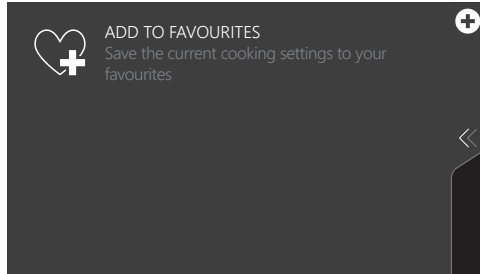 ADD TO FAVOURITES
Save the current cooking settings to your
favourites